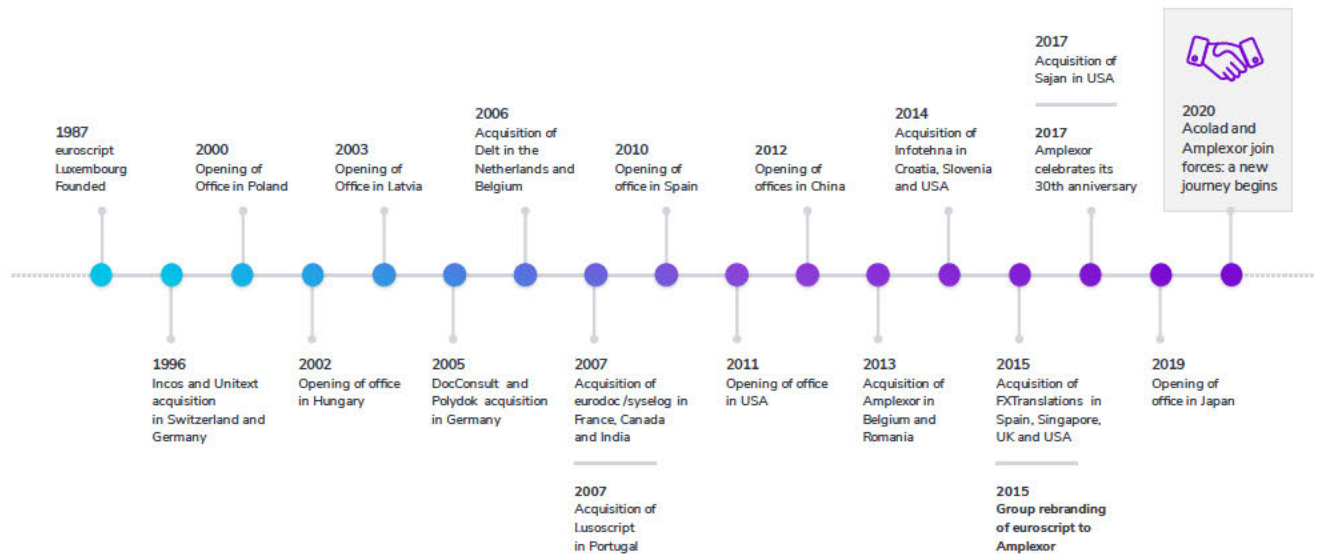 1987
euroscript
Luxembourg
Founded
1996
Incos and Unitext
acquisition
in Switzerland and
Germany
2000
Opening of
Office in Poland
2002
Opening of office
in Hungary
2003
Opening of
Office in Latvia
2005
DocConsult and
Polydok acquisition
in Germany
2006
Acquisition of
Delt in the
Netherlands and
Belgium
2007
Acquisition of
eurodoc/syselog in
France, Canada
and India
2007
Acquisition of
Lusoscript
in Portugal
2010
Opening of
office in Spain
2011
Opening of office
in USA
2012
Opening of
offices in China
2013
Acquisition of
Amplexor in
Belgium and
Romania
2014
Acquisition of
Infotehna in
Croatia, Slovenia
and USA
2015
Acquisition of
FXTranslations in
Spain, Singapore,
UK and USA
2015
Group rebranding
of euroscript to
Amplexor
2017
Acquisition of
Sajan in USA
2017
Amplexor
celebrates its
30th anniversary
2019
Opening of
office in Japan
2020
Acolad and
Amplexor join
forces: a new
journey begins